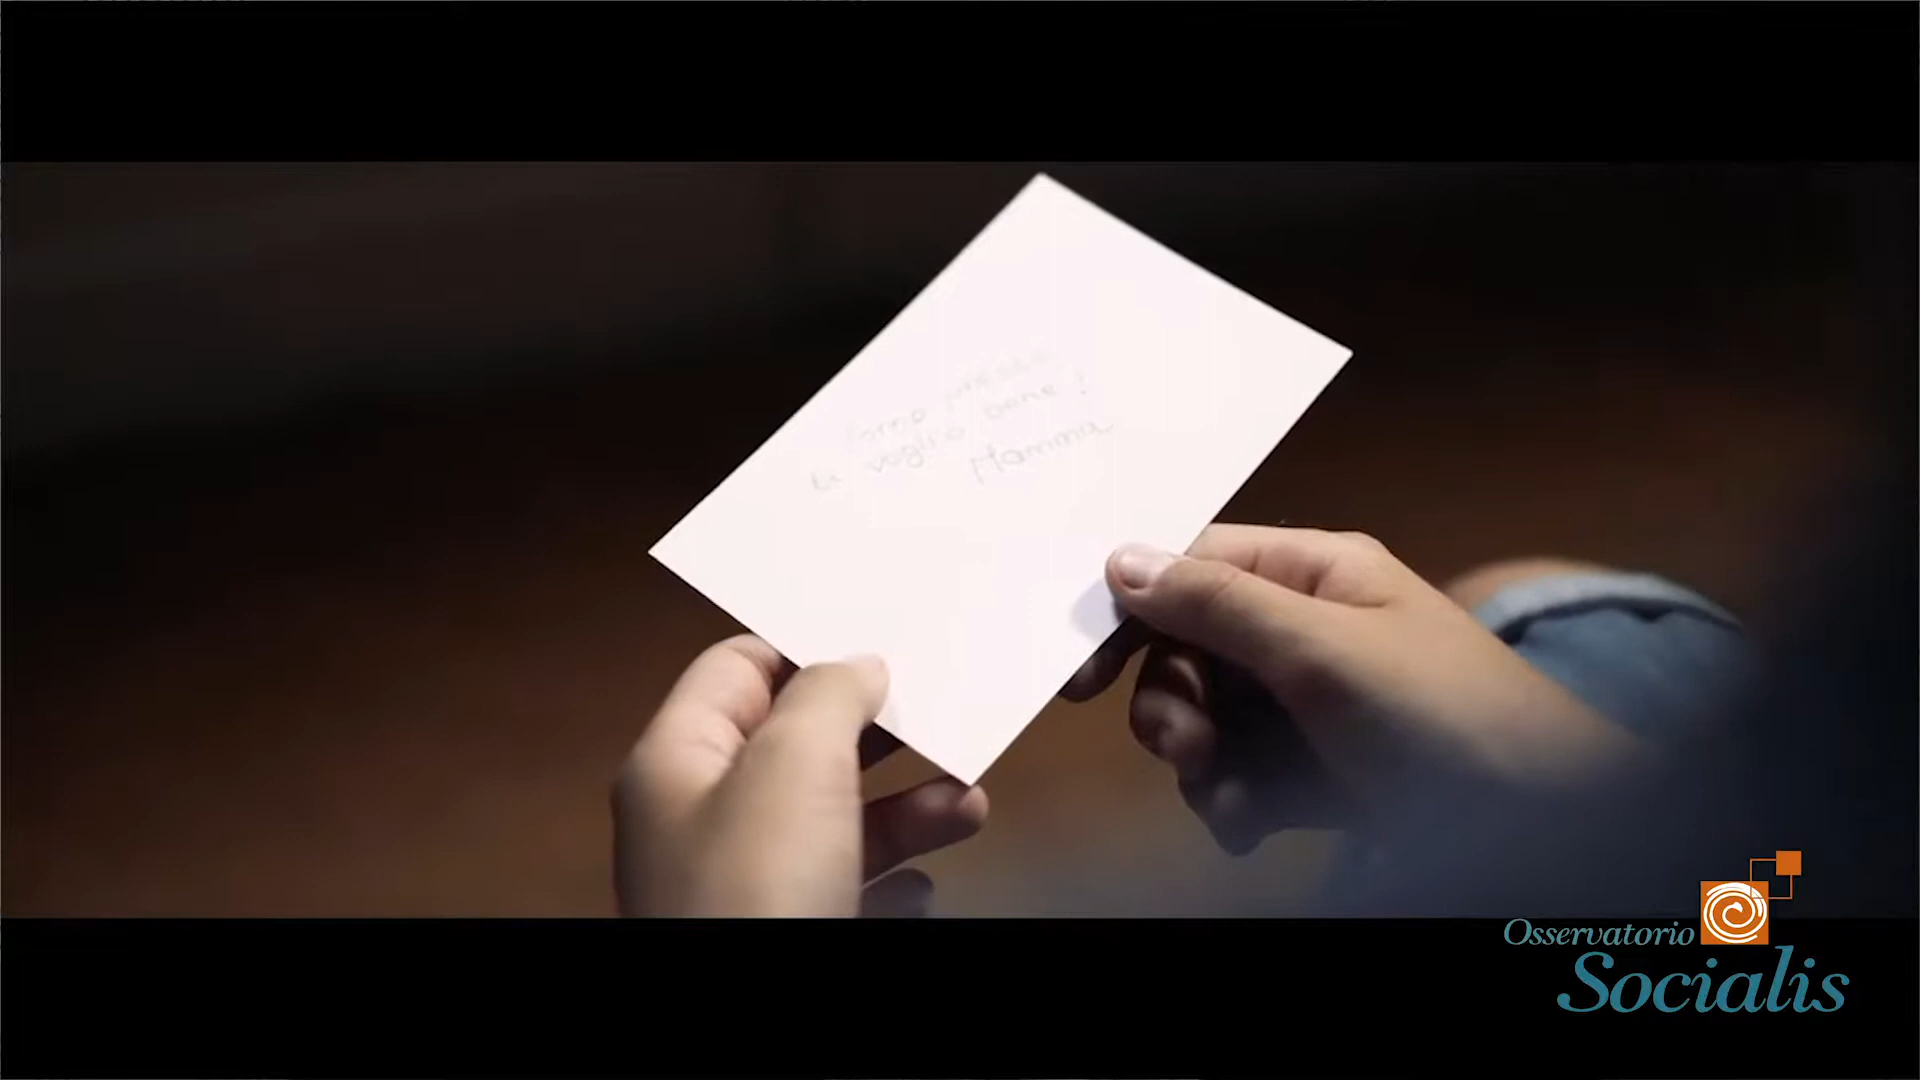 torno presto
ti voglio bene!
Mamma
Osservatorio
Socialis